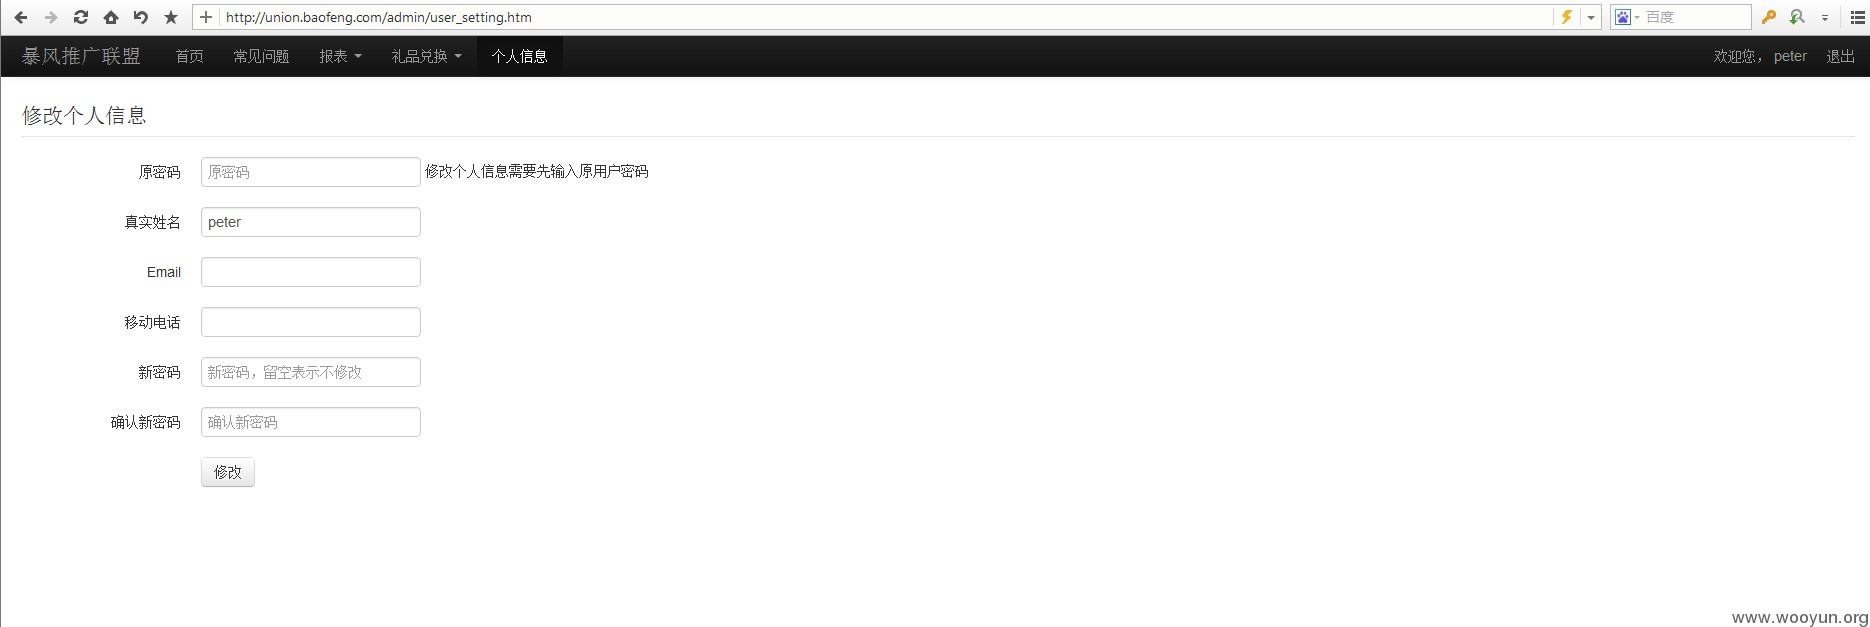 http://union.baofeng.com/admin/user_setting.htm 百度
暴风推广联盟 首页 常见问题 报表 礼品兑换 个人信息 欢迎您， peter 退出
修改个人信息
原密码 原密码 修改个人信息需要先输入原用户密码
真实姓名 peter
Email
移动电话
新密码 新密码，留空表示不修改
确认新密码 确认新密码
修改
www.wooyun.org